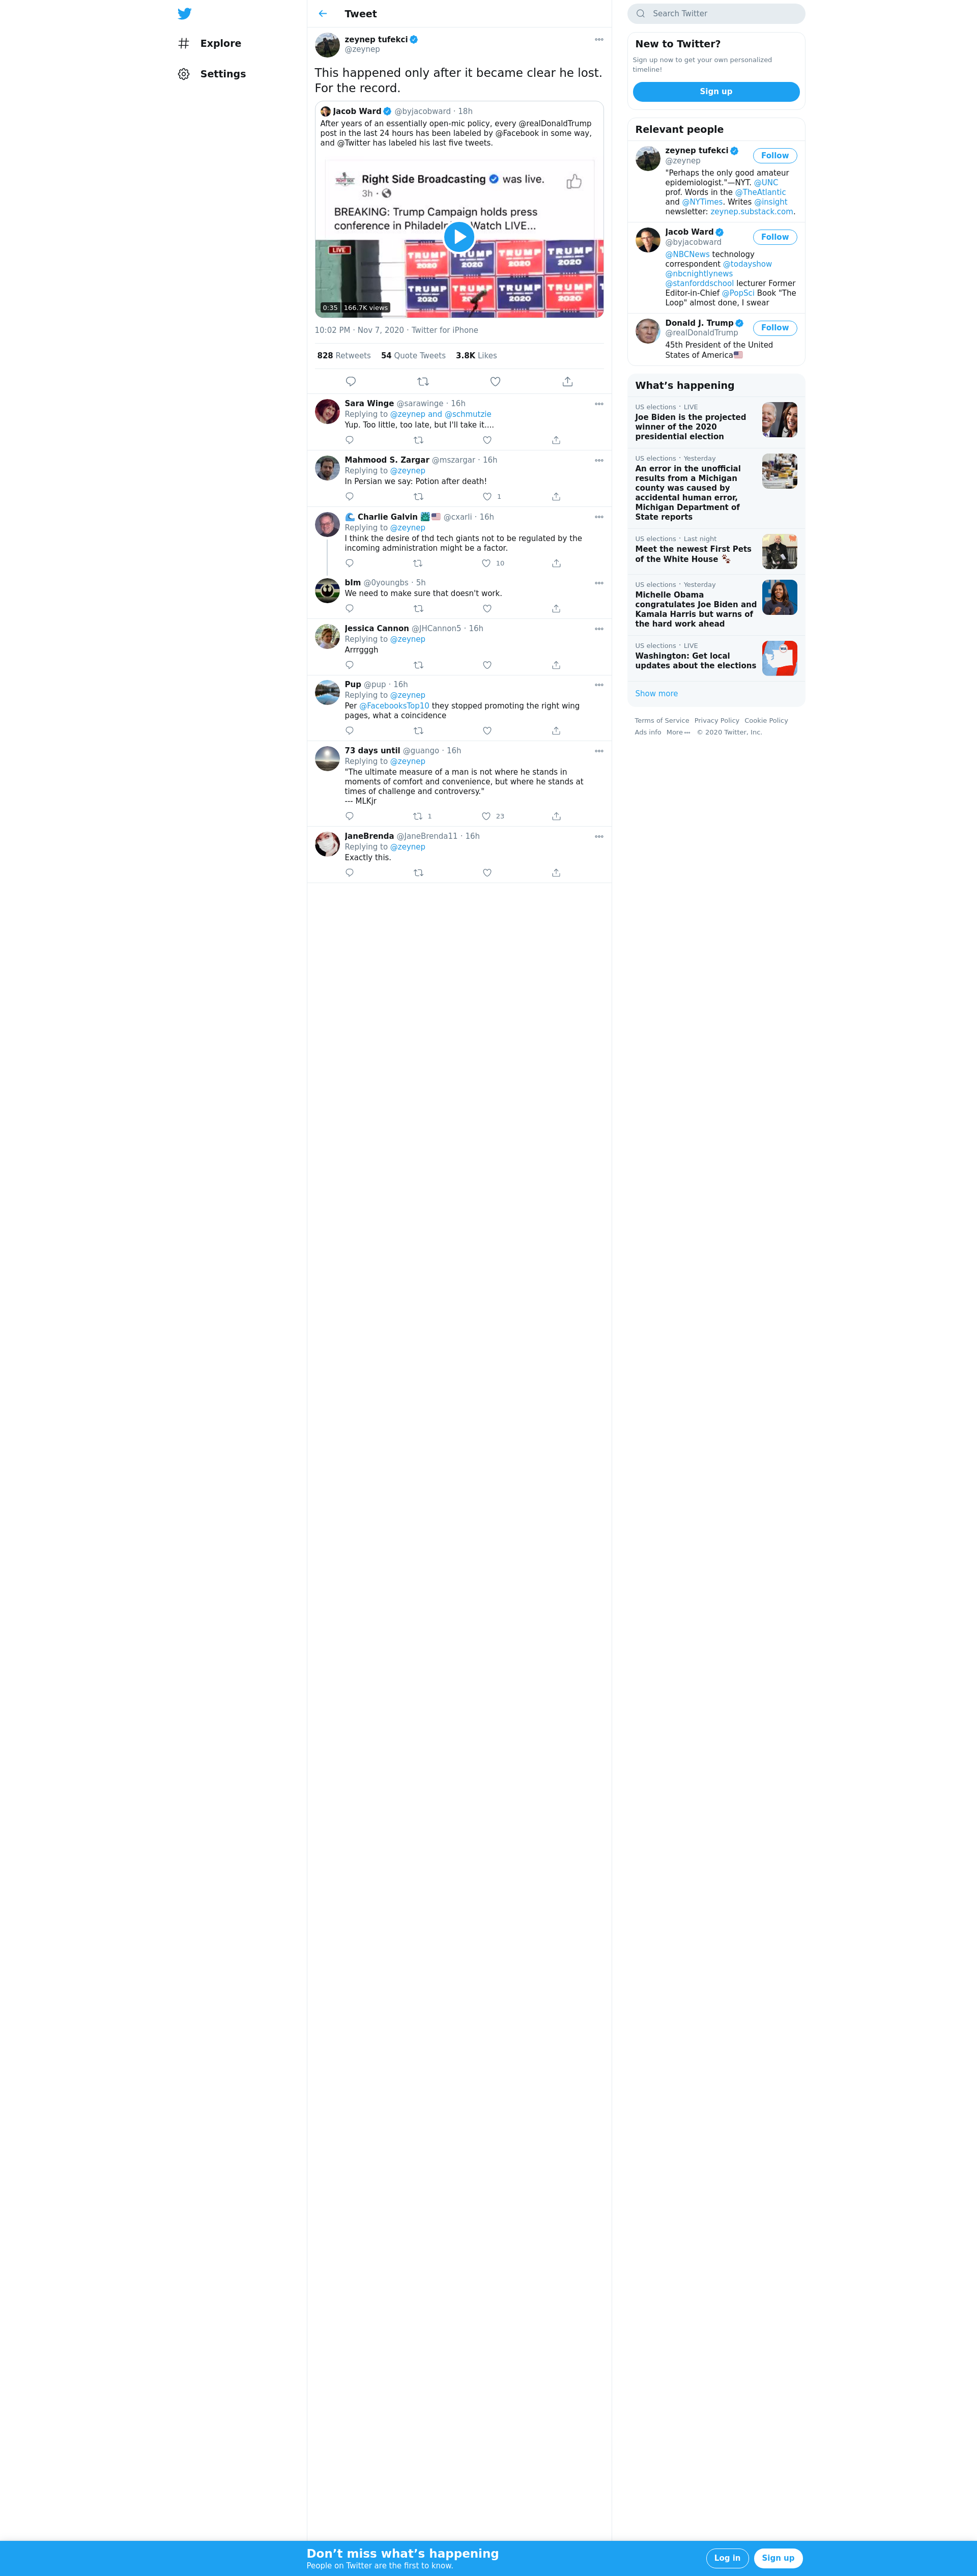 Explore
Settings
Tweet
zeynep tufekci
@zeynep
This happened only after it became clear he lost.
For the record.
Jacob Ward @byjacobward · 18h
After years of an essentially open-mic policy, every @realDonaldTrump
post in the last 24 hours has been labeled by @Facebook in some way,
and @Twitter has labeled his last five tweets.
Right Side Broadcasting was live.
3h ·
BREAKING: Trump Campaign holds press
conference in Philadel Watch LIVE...
LIVE
TRUMP TRUMP TRUMP TRUMP
2020 2020 2020 2020
TRUMP TRUMP TRUMP TRUMP
2020 2020 2020
0:35 166.7K views
10:02 PM · Nov 7, 2020 · Twitter for iPhone
828 Retweets 54 Quote Tweets 3.8K Likes
Sara Winge @sarawinge · 16h
Replying to @zeynep and @schmutzie
Yup. Too little, too late, but I'll take it....
Mahmood S. Zargar @mszargar · 16h
Replying to @zeynep
In Persian we say: Potion after death!
1
🌊 Charlie Galvin 🇺🇸 @cxarli · 16h
Replying to @zeynep
I think the desire of thd tech giants not to be regulated by the
incoming administration might be a factor.
10
blm @0youngbs · 5h
We need to make sure that doesn't work.
Jessica Cannon @JHCannon5 · 16h
Replying to @zeynep
Arrrgggh
Pup @pup · 16h
Replying to @zeynep
Per @FacebooksTop10 they stopped promoting the right wing
pages, what a coincidence
73 days until @guango · 16h
Replying to @zeynep
"The ultimate measure of a man is not where he stands in
moments of comfort and convenience, but where he stands at
times of challenge and controversy."
--- MLKjr
1 23
JaneBrenda @JaneBrenda11 · 16h
Replying to @zeynep
Exactly this.
Search Twitter
New to Twitter?
Sign up now to get your own personalized
timeline!
Sign up
Relevant people
zeynep tufekci
@zeynep
Follow
"Perhaps the only good amateur
epidemiologist."—NYT. @UNC
prof. Words in the @TheAtlantic
and @NYTimes. Writes @insight
newsletter: zeynep.substack.com.
Jacob Ward
@byjacobward
Follow
@NBCNews technology
correspondent @todayshow
@nbcnightlynews
@stanforddschool lecturer Former
Editor-in-Chief @PopSci Book "The
Loop" almost done, I swear
Donald J. Trump
@realDonaldTrump
Follow
45th President of the United
States of America🇺🇸
What's happening
US elections · LIVE
Joe Biden is the projected
winner of the 2020
presidential election
US elections · Yesterday
An error in the unofficial
results from a Michigan
county was caused by
accidental human error,
Michigan Department of
State reports
US elections · Last night
Meet the newest First Pets
of the White House 🐾
US elections · Yesterday
Michelle Obama
congratulates Joe Biden and
Kamala Harris but warns of
the hard work ahead
US elections · LIVE
Washington: Get local
updates about the elections
Show more
Terms of Service Privacy Policy Cookie Policy
Ads info More © 2020 Twitter, Inc.
Don't miss what's happening
People on Twitter are the first to know.
Log in
Sign up